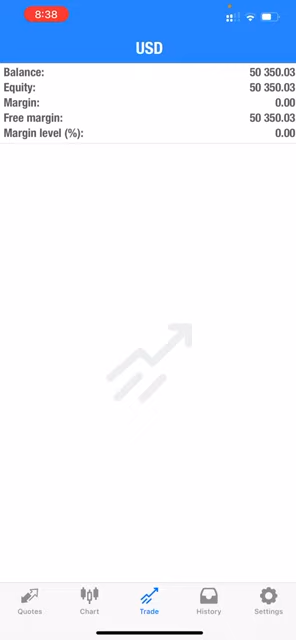 8:38
USD
Balance: 50 350.03
Equity: 50 350.03
Margin: 0.00
Free margin: 50 350.03
Margin level (%): 0.00
Quotes Chart Trade History Settings